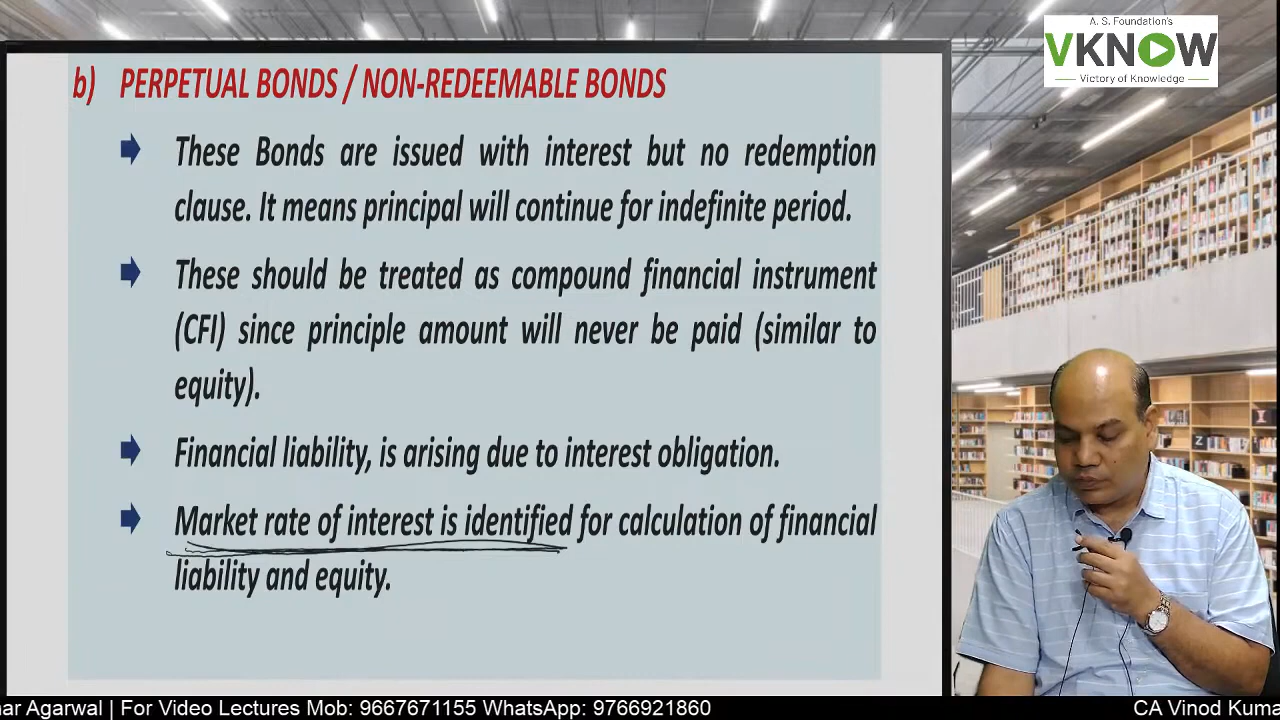 A. S. Foundation's
VKNOW
Victory of Knowledge
b) PERPETUAL BONDS / NON-REDEEMABLE BONDS
These Bonds are issued with interest but no redemption
clause. It means principal will continue for indefinite period.
These should be treated as compound financial instrument
(CFI) since principle amount will never be paid (similar to
equity).
Financial liability, is arising due to interest obligation.
Market rate of interest is identified for calculation of financial
liability and equity.
nar Agarwal | For Video Lectures Mob: 9667671155 WhatsApp: 9766921860
CA Vinod Kuma